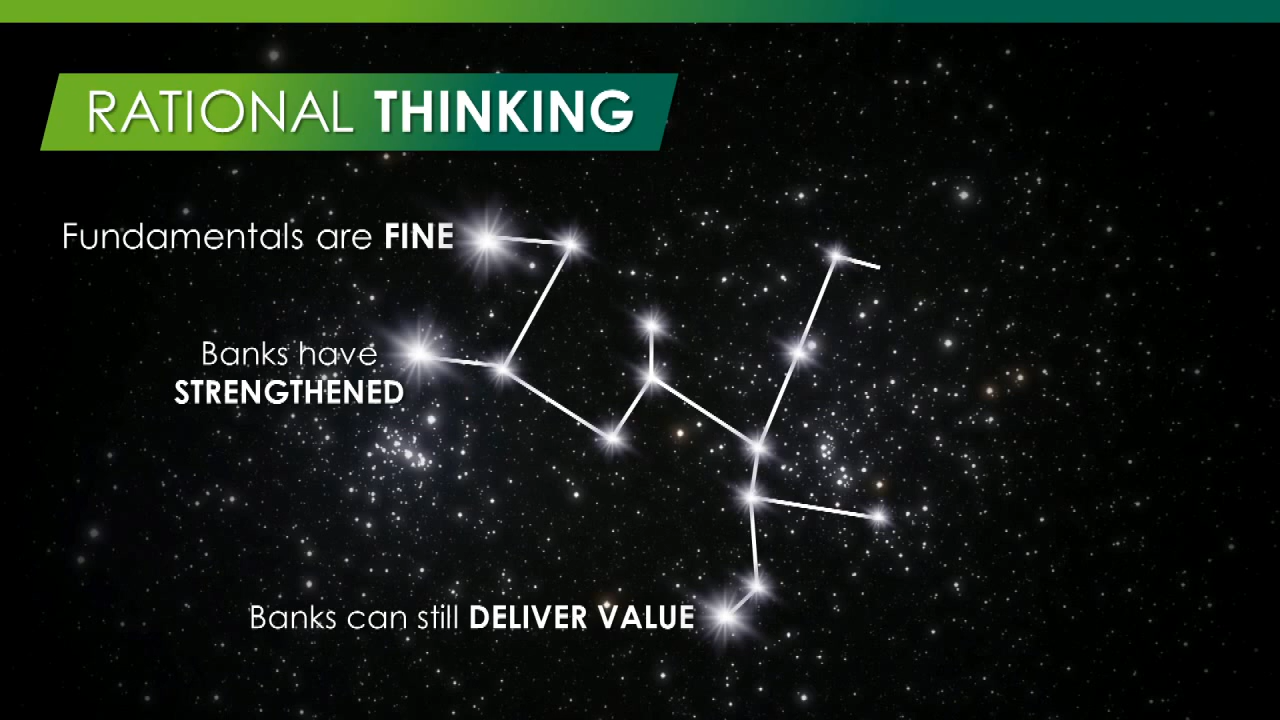 RATIONAL THINKING
Fundamentals are FINE
Banks have
STRENGTHENED
Banks can still DELIVER VALUE